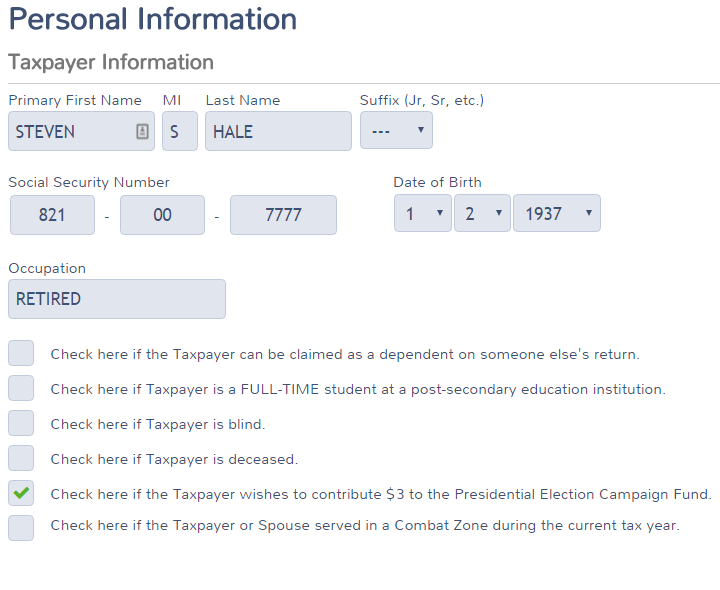 Personal Information
Taxpayer Information
Primary First Name MI Last Name Suffix (Jr, Sr, etc.)
STEVEN S HALE ---
Social Security Number Date of Birth
821 - 00 - 7777 1 2 1937
Occupation
RETIRED
Check here if the Taxpayer can be claimed as a dependent on someone else's return.
Check here if Taxpayer is a FULL-TIME student at a post-secondary education institution.
Check here if Taxpayer is blind.
Check here if Taxpayer is deceased.
Check here if the Taxpayer wishes to contribute $3 to the Presidential Election Campaign Fund.
Check here if the Taxpayer or Spouse served in a Combat Zone during the current tax year.